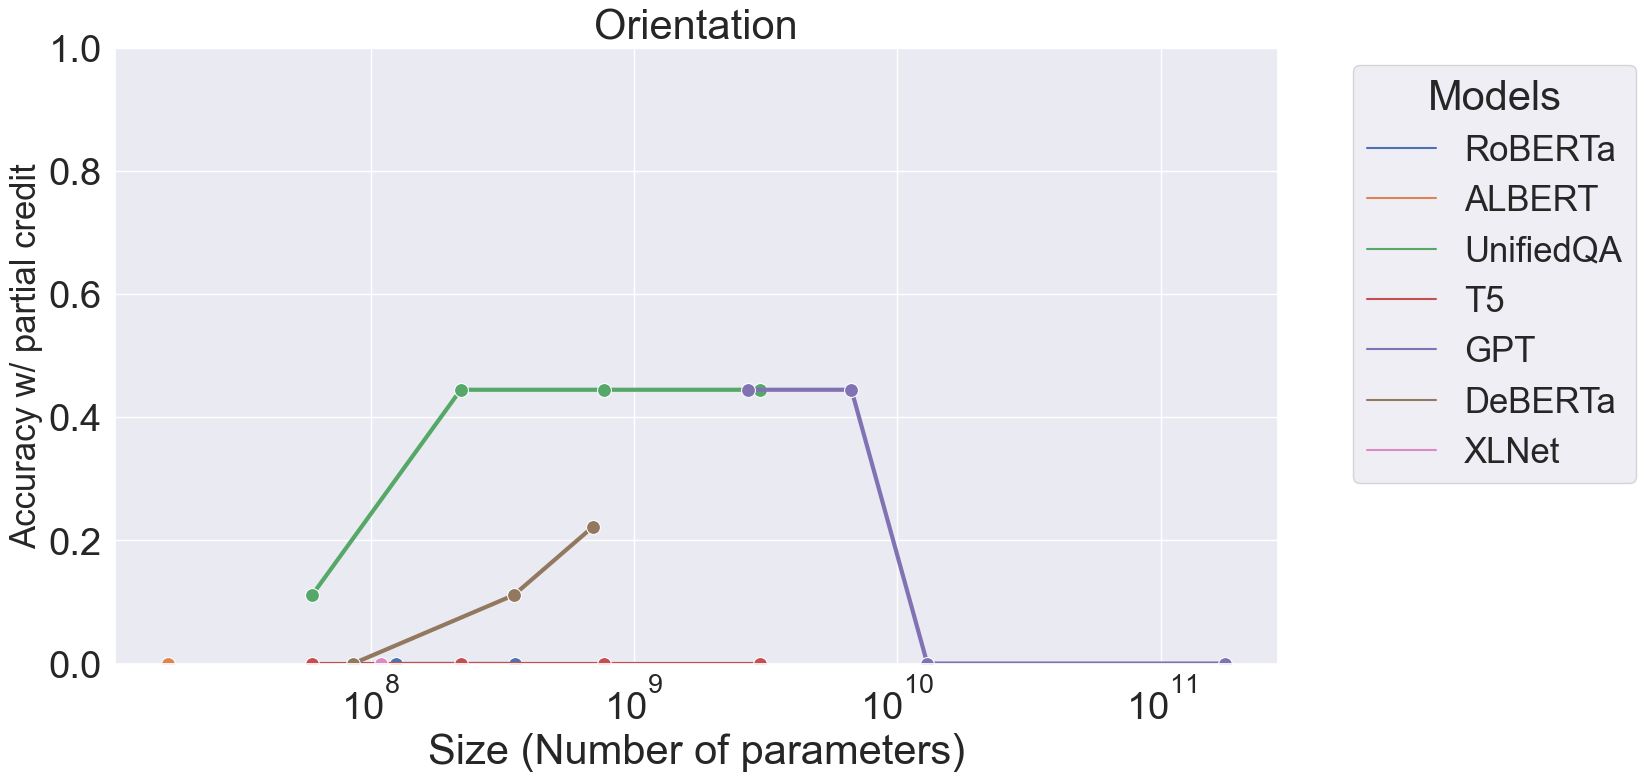 Orientation
1.0
0.8
0.6
0.4
0.2
0.0
Accuracy w/ partial credit
10^8
10^9
10^10
10^11
Size (Number of parameters)
Models
RoBERTa
ALBERT
UnifiedQA
T5
GPT
DeBERTa
XLNet